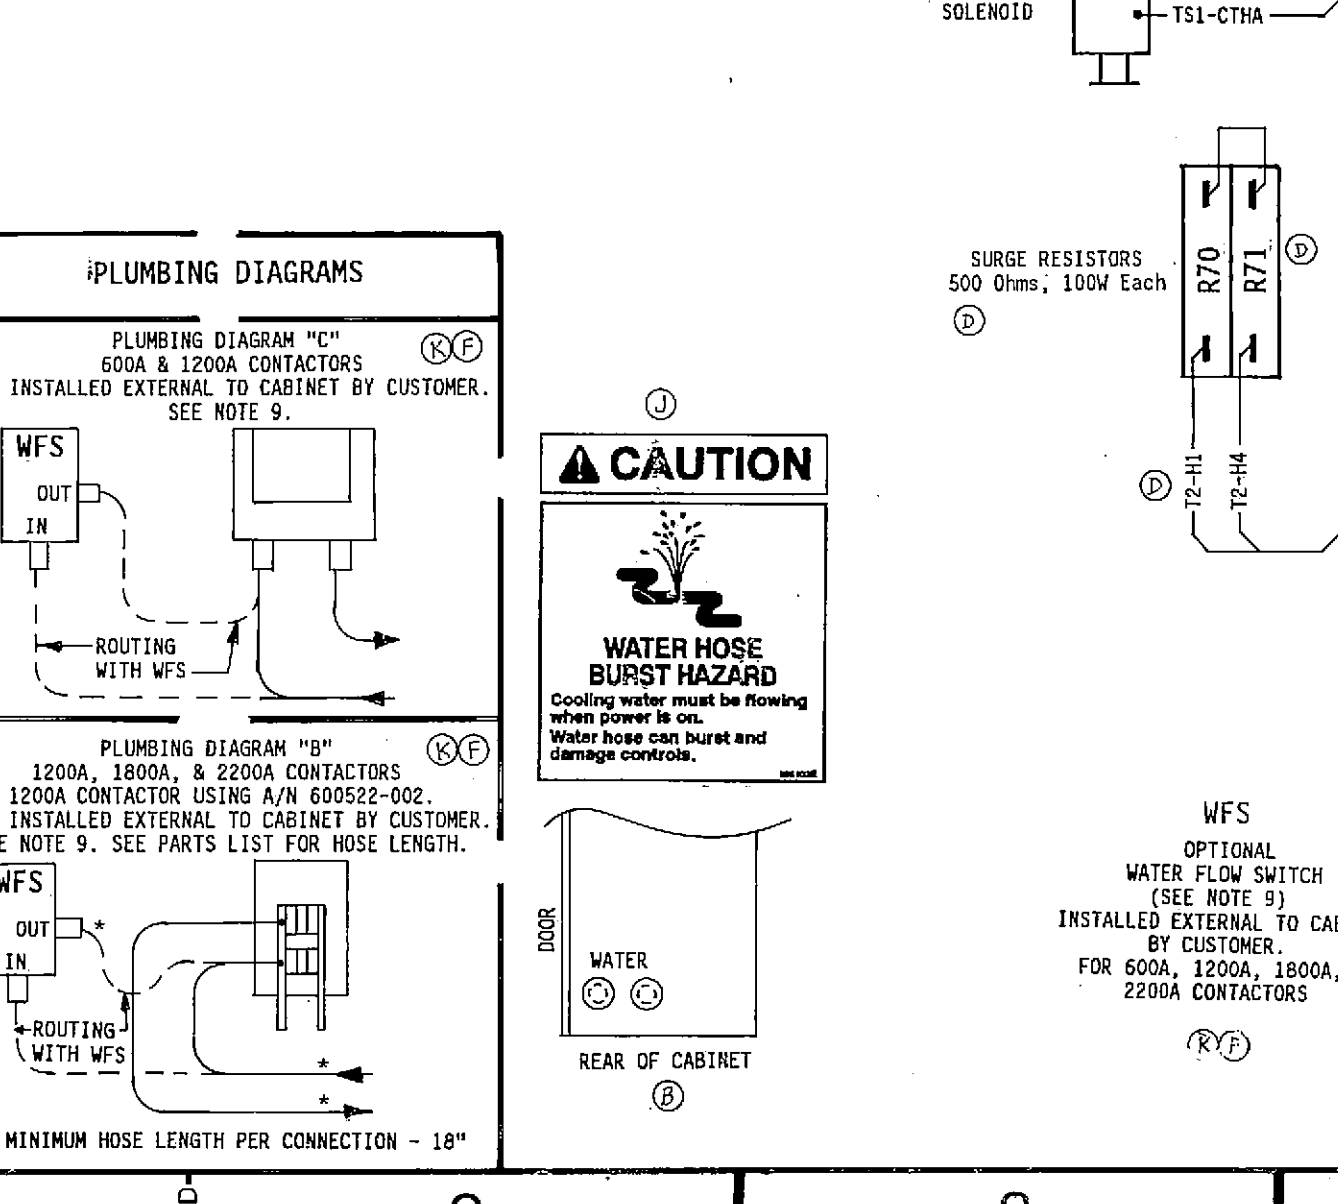 SOLENOID
TS1-CTHA
SURGE RESISTORS
500 Ohms, 100W Each
D
R70
R71
D
D
T2-H1
T2-H4
PLUMBING DIAGRAMS
PLUMBING DIAGRAM "C"
600A & 1200A CONTACTORS
INSTALLED EXTERNAL TO CABINET BY CUSTOMER.
SEE NOTE 9.
K F
WFS
OUT
IN
ROUTING
WITH WFS
PLUMBING DIAGRAM "B"
1200A, 1800A, & 2200A CONTACTORS
1200A CONTACTOR USING A/N 600522-002.
INSTALLED EXTERNAL TO CABINET BY CUSTOMER.
E NOTE 9. SEE PARTS LIST FOR HOSE LENGTH.
K F
WFS
OUT *
IN
ROUTING
WITH WFS
*
*
MINIMUM HOSE LENGTH PER CONNECTION - 18"
J
CAUTION
WATER HOSE
BURST HAZARD
Cooling water must be flowing
when power is on.
Water hose can burst and
damage controls.
DOOR
WATER
REAR OF CABINET
B
WFS
OPTIONAL
WATER FLOW SWITCH
(SEE NOTE 9)
INSTALLED EXTERNAL TO CAB
BY CUSTOMER.
FOR 600A, 1200A, 1800A,
2200A CONTACTORS
K F
D